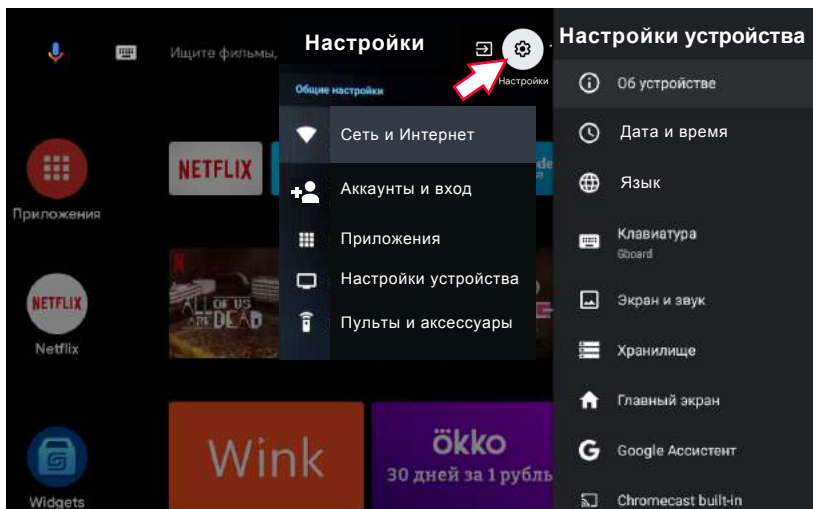 Ищите фильмы,
Приложения
NETFLIX
Netflix
Widgets
NETFLIX
ALL OF US
ARE DEAD
Wink
ökko
30 дней за 1 рубль
Настройки
Настройки
Общие настройки
Сеть и Интернет
Аккаунты и вход
Приложения
Настройки устройства
Пульты и аксессуары
Настройки устройства
Об устройстве
Дата и время
Язык
Клавиатура
Gboard
Экран и звук
Хранилище
Главный экран
Google Ассистент
Chromecast built-in